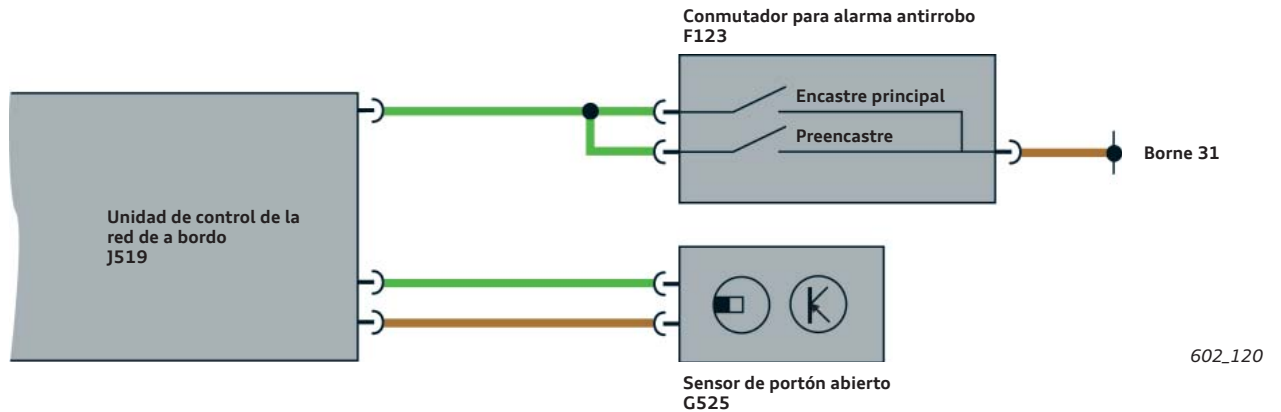 Conmutador para alarma antirrobo
F123
Encastre principal
Preencastre
Borne 31
Unidad de control de la
red de a bordo
J519
602_120
Sensor de portón abierto
G525